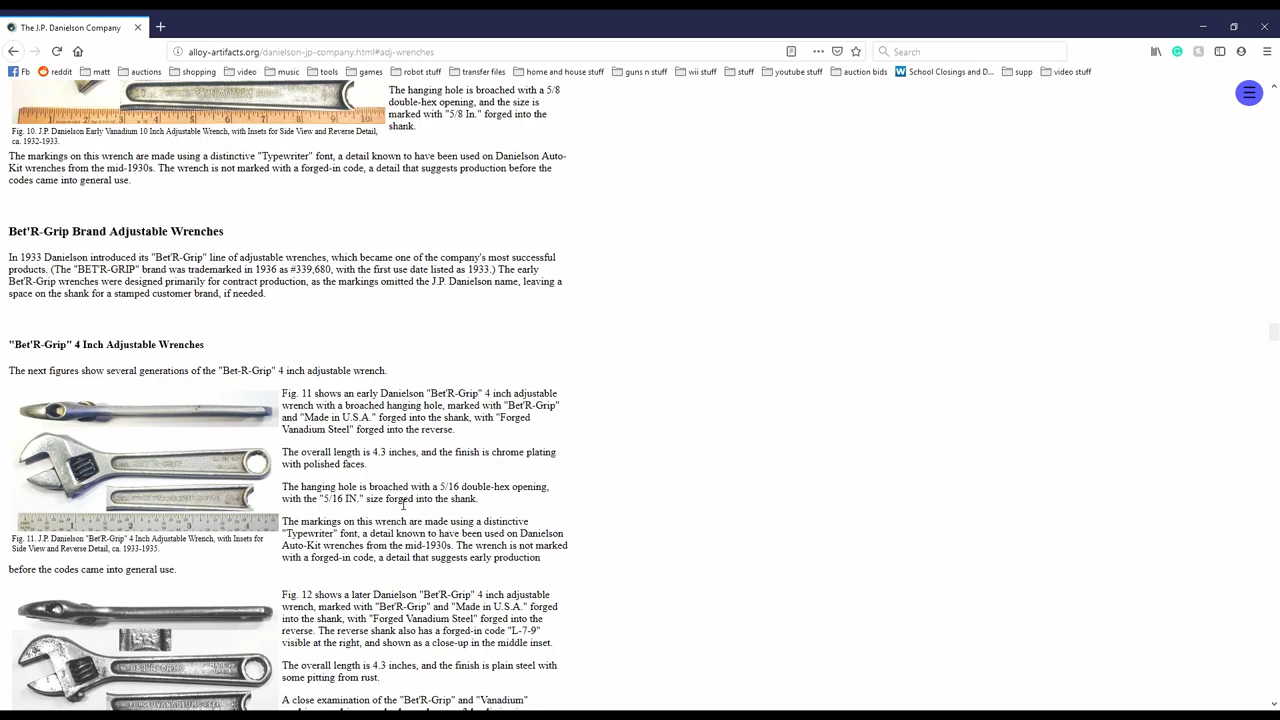 The J.P. Danielson Company
alloy-artifacts.org/danielson-jp-company.html#adj-wrenches
Search
Fb
reddit
matt
auctions
shopping
video
music
tools
games
robot stuff
transfer files
home and house stuff
guns n stuff
wii stuff
stuff
youtube stuff
auction bids
School Closings and D...
supp
video stuff
The hanging hole is broached with a 5/8
double-hex opening, and the size is
marked with "5/8 In." forged into the
shank.
Fig. 10. J.P. Danielson Early Vanadium 10 Inch Adjustable Wrench, with Insets for Side View and Reverse Detail,
ca. 1932-1933.
The markings on this wrench are made using a distinctive "Typewriter" font, a detail known to have been used on Danielson Auto-
Kit wrenches from the mid-1930s. The wrench is not marked with a forged-in code, a detail that suggests production before the
codes came into general use.
Bet'R-Grip Brand Adjustable Wrenches
In 1933 Danielson introduced its "Bet'R-Grip" line of adjustable wrenches, which became one of the company's most successful
products. (The "BET'R-GRIP" brand was trademarked in 1936 as #339,680, with the first use date listed as 1933.) The early
Bet'R-Grip wrenches were designed primarily for contract production, as the markings omitted the J.P. Danielson name, leaving a
space on the shank for a stamped customer brand, if needed.
"Bet'R-Grip" 4 Inch Adjustable Wrenches
The next figures show several generations of the "Bet-R-Grip" 4 inch adjustable wrench.
Fig. 11 shows an early Danielson "Bet'R-Grip" 4 inch adjustable
wrench with a broached hanging hole, marked with "Bet'R-Grip"
and "Made in U.S.A." forged into the shank, with "Forged
Vanadium Steel" forged into the reverse.
The overall length is 4.3 inches, and the finish is chrome plating
with polished faces.
The hanging hole is broached with a 5/16 double-hex opening,
with the "5/16 IN." size forged into the shank.
The markings on this wrench are made using a distinctive
"Typewriter" font, a detail known to have been used on Danielson
Auto-Kit wrenches from the mid-1930s. The wrench is not marked
with a forged-in code, a detail that suggests early production
Fig. 11. J.P. Danielson "Bet'R-Grip" 4 Inch Adjustable Wrench, with Insets for
Side View and Reverse Detail, ca. 1933-1935.
before the codes came into general use.
Fig. 12 shows a later Danielson "Bet'R-Grip" 4 inch adjustable
wrench, marked with "Bet'R-Grip" and "Made in U.S.A." forged
into the shank, with "Forged Vanadium Steel" forged into the
reverse. The reverse shank also has a forged-in code "L-7-9"
visible at the right, and shown as a close-up in the middle inset.
The overall length is 4.3 inches, and the finish is plain steel with
some pitting from rust.
A close examination of the "Bet'R-Grip" and "Vanadium"